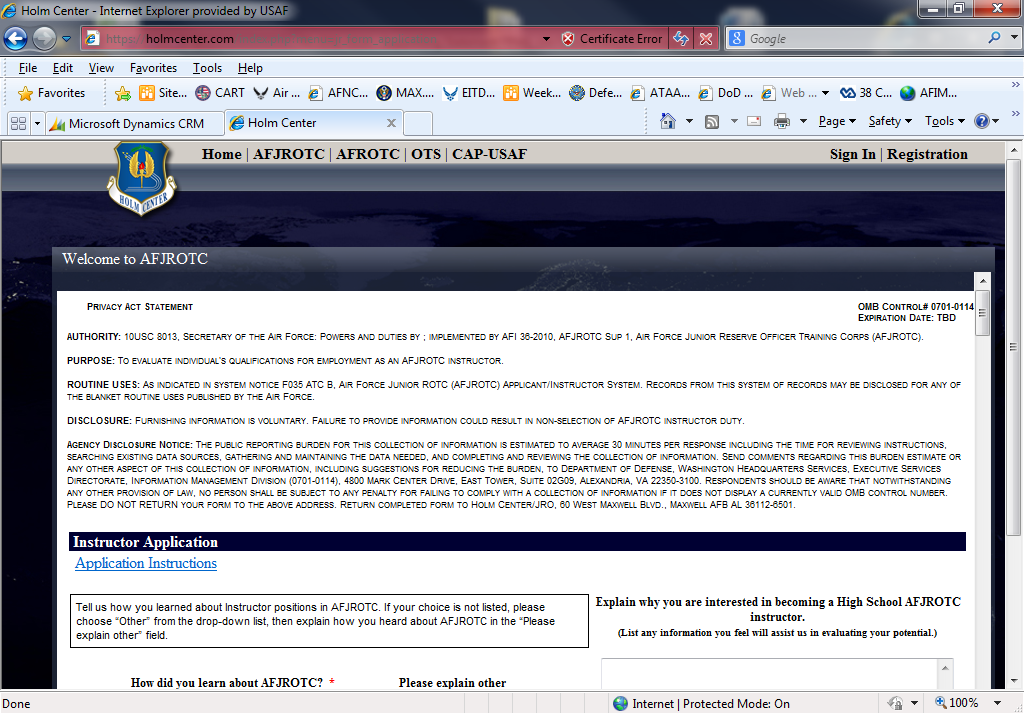 Holm Center - Internet Explorer provided by USAF
holmcenter.com
Certificate Error
Google
File Edit View Favorites Tools Help
Favorites Site... CART Air ... AFNC... MAX.... EITD... Week... Defe... ATAA... DoD ... Web ... 38 C... AFIM...
Microsoft Dynamics CRM
Holm Center
Page Safety Tools
Home | AFJROTC | AFROTC | OTS | CAP-USAF
Sign In | Registration
HOLM CENTER
Welcome to AFJROTC
PRIVACY ACT STATEMENT
OMB CONTROL# 0701-0114
EXPIRATION DATE: TBD
AUTHORITY: 10USC 8013, SECRETARY OF THE AIR FORCE: POWERS AND DUTIES BY ; IMPLEMENTED BY AFI 36-2010, AFJROTC SUP 1, AIR FORCE JUNIOR RESERVE OFFICER TRAINING CORPS (AFJROTC).
PURPOSE: TO EVALUATE INDIVIDUAL'S QUALIFICATIONS FOR EMPLOYMENT AS AN AFJROTC INSTRUCTOR.
ROUTINE USES: AS INDICATED IN SYSTEM NOTICE F035 ATC B, AIR FORCE JUNIOR ROTC (AFJROTC) APPLICANT/INSTRUCTOR SYSTEM. RECORDS FROM THIS SYSTEM OF RECORDS MAY BE DISCLOSED FOR ANY OF
THE BLANKET ROUTINE USES PUBLISHED BY THE AIR FORCE.
DISCLOSURE: FURNISHING INFORMATION IS VOLUNTARY. FAILURE TO PROVIDE INFORMATION COULD RESULT IN NON-SELECTION OF AFJROTC INSTRUCTOR DUTY.
AGENCY DISCLOSURE NOTICE: THE PUBLIC REPORTING BURDEN FOR THIS COLLECTION OF INFORMATION IS ESTIMATED TO AVERAGE 30 MINUTES PER RESPONSE INCLUDING THE TIME FOR REVIEWING INSTRUCTIONS,
SEARCHING EXISTING DATA SOURCES, GATHERING AND MAINTAINING THE DATA NEEDED, AND COMPLETING AND REVIEWING THE COLLECTION OF INFORMATION. SEND COMMENTS REGARDING THIS BURDEN ESTIMATE OR
ANY OTHER ASPECT OF THIS COLLECTION OF INFORMATION, INCLUDING SUGGESTIONS FOR REDUCING THE BURDEN, TO DEPARTMENT OF DEFENSE, WASHINGTON HEADQUARTERS SERVICES, EXECUTIVE SERVICES
DIRECTORATE, INFORMATION MANAGEMENT DIVISION (0701-0114), 4800 MARK CENTER DRIVE, EAST TOWER, SUITE 02G09, ALEXANDRIA, VA 22350-3100. RESPONDENTS SHOULD BE AWARE THAT NOTWITHSTANDING
ANY OTHER PROVISION OF LAW, NO PERSON SHALL BE SUBJECT TO ANY PENALTY FOR FAILING TO COMPLY WITH A COLLECTION OF INFORMATION IF IT DOES NOT DISPLAY A CURRENTLY VALID OMB CONTROL NUMBER.
PLEASE DO NOT RETURN YOUR FORM TO THE ABOVE ADDRESS. RETURN COMPLETED FORM TO HOLM CENTER/JRO, 60 WEST MAXWELL BLVD., MAXWELL AFB AL 36112-6501.
Instructor Application
Application Instructions
Tell us how you learned about Instructor positions in AFJROTC. If your choice is not listed, please
choose “Other” from the drop-down list, then explain how you heard about AFJROTC in the “Please
explain other” field.
Explain why you are interested in becoming a High School AFJROTC
instructor.
(List any information you feel will assist us in evaluating your potential.)
How did you learn about AFJROTC? *
Please explain other
Done
Internet | Protected Mode: On
100%